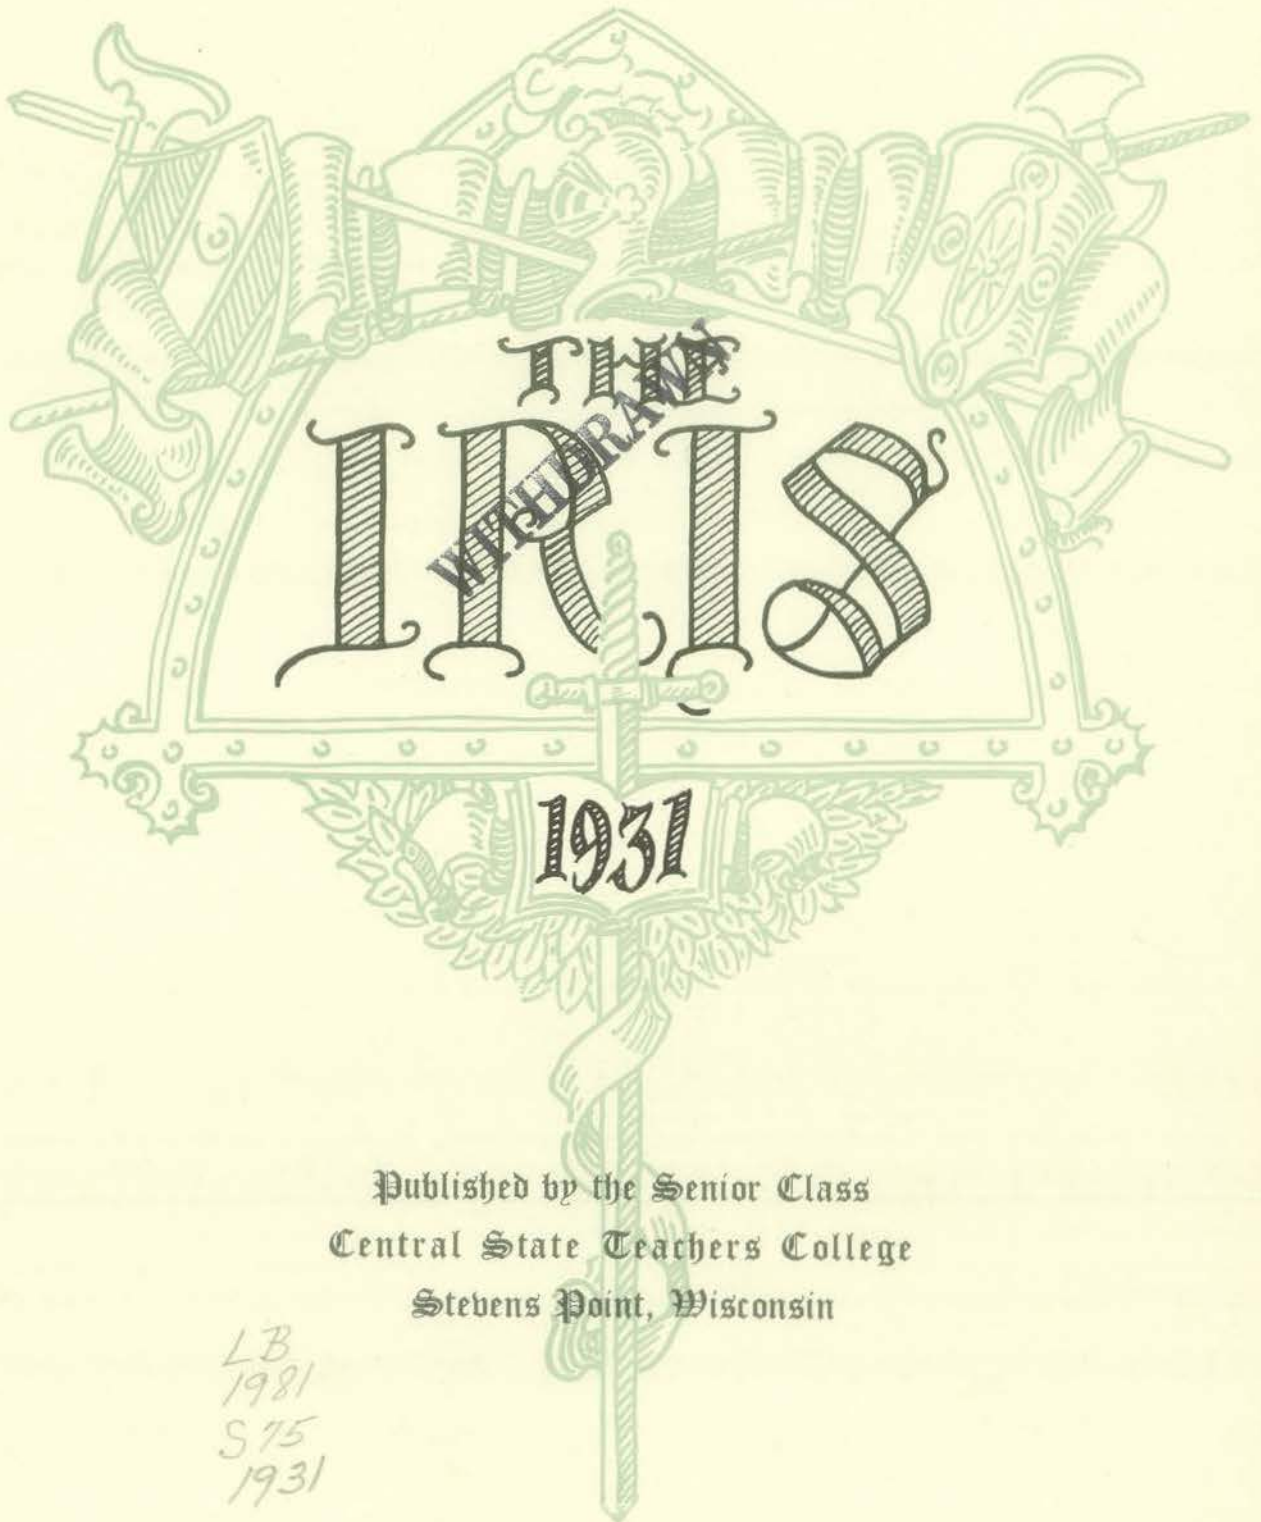 THE
IRIS
WITHDRAWN
1931
Published by the Senior Class
Central State Teachers College
Stevens Point, Wisconsin
LB
1981
S75
1931